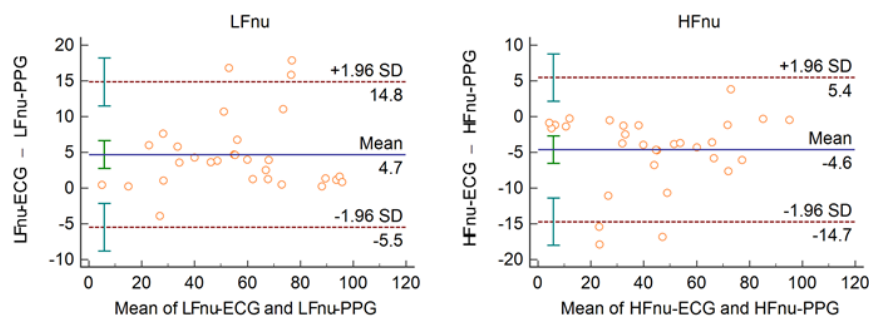 LFnu
LFnu-ECG – LFnu-PPG
20
15
10
5
0
-5
-10
+1.96 SD
14.8
Mean
4.7
-1.96 SD
-5.5
0 20 40 60 80 100 120
Mean of LFnu-ECG and LFnu-PPG
HFnu
HFnu-ECG – HFnu-PPG
10
5
0
-5
-10
-15
-20
+1.96 SD
5.4
Mean
-4.6
-1.96 SD
-14.7
0 20 40 60 80 100 120
Mean of HFnu-ECG and HFnu-PPG